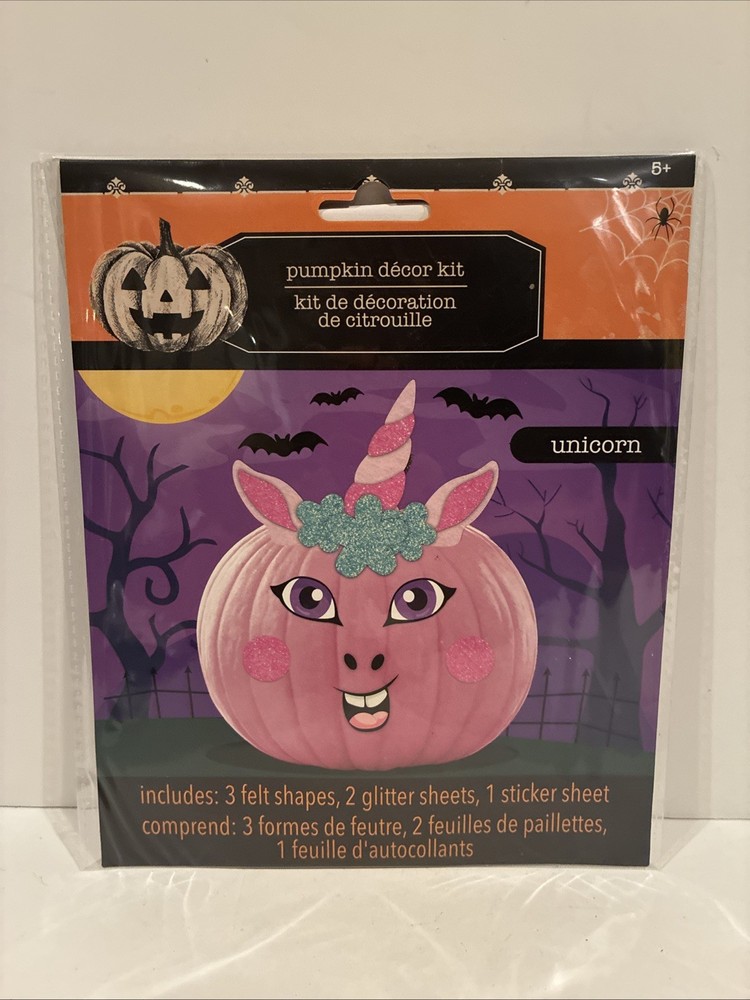 5+
pumpkin décor kit
kit de décoration
de citrouille
unicorn
includes: 3 felt shapes, 2 glitter sheets, 1 sticker sheet
comprend: 3 formes de feutre, 2 feuilles de paillettes,
1 feuille d'autocollants